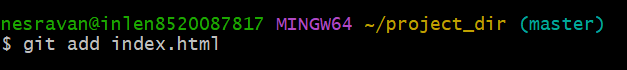 nesravan@inlen8520087817 MINGW64 ~/project_dir (master)
$ git add index.html